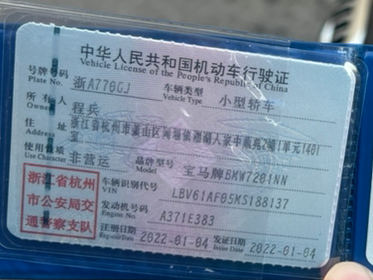 中华人民共和国机动车行驶证
Vehicle License of the People's Republic of China
号牌号码 浙A770GJ 车辆类型 小型轿车
Plate No. Vehicle Type
所有人 程兵
Owner
住址 浙江省杭州市萧山区
Address
使用性质 非营运 品牌型号 宝马牌BMW7201NN
Use Character Model
浙江省杭州
市公安局交
通警察支队
车辆识别代号 LBV61AF05MS188137
VIN
发动机号码 A371E383
Engine No.
注册日期 2022-01-04 发证日期 2022-01-04
Register Date Issue Date